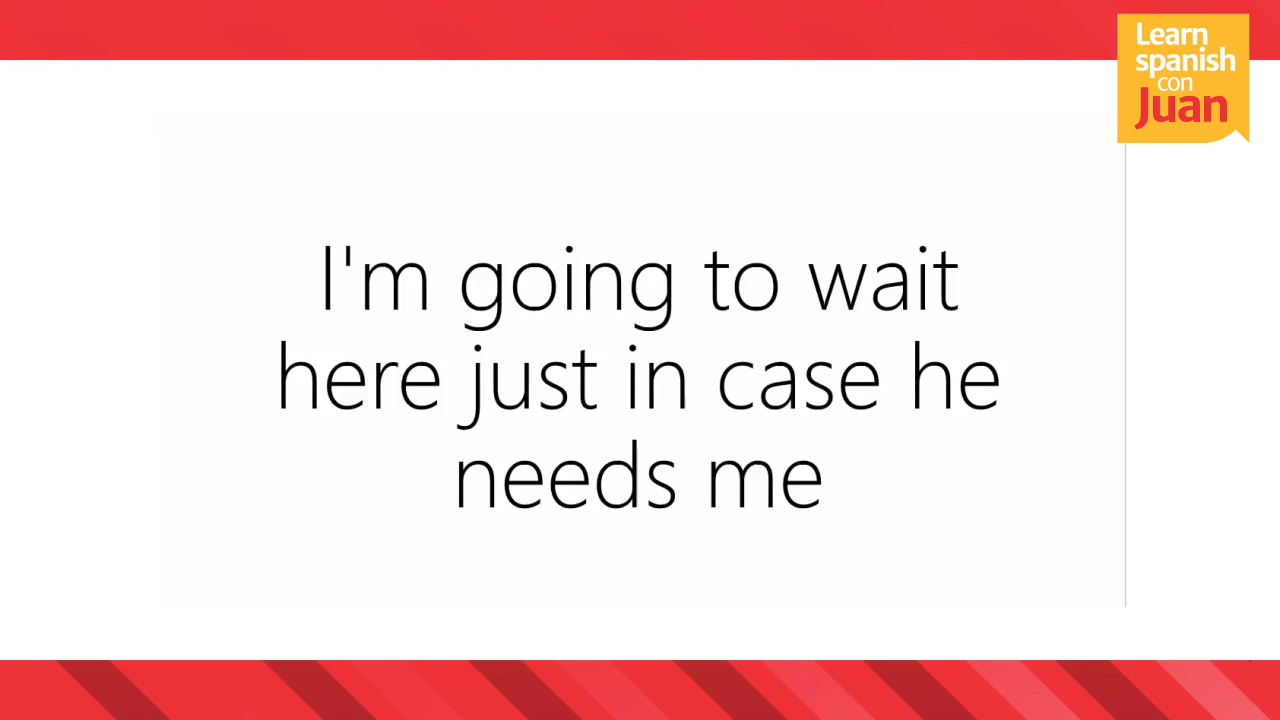 Learn
spanish
con
Juan
I'm going to wait
here just in case he
needs me